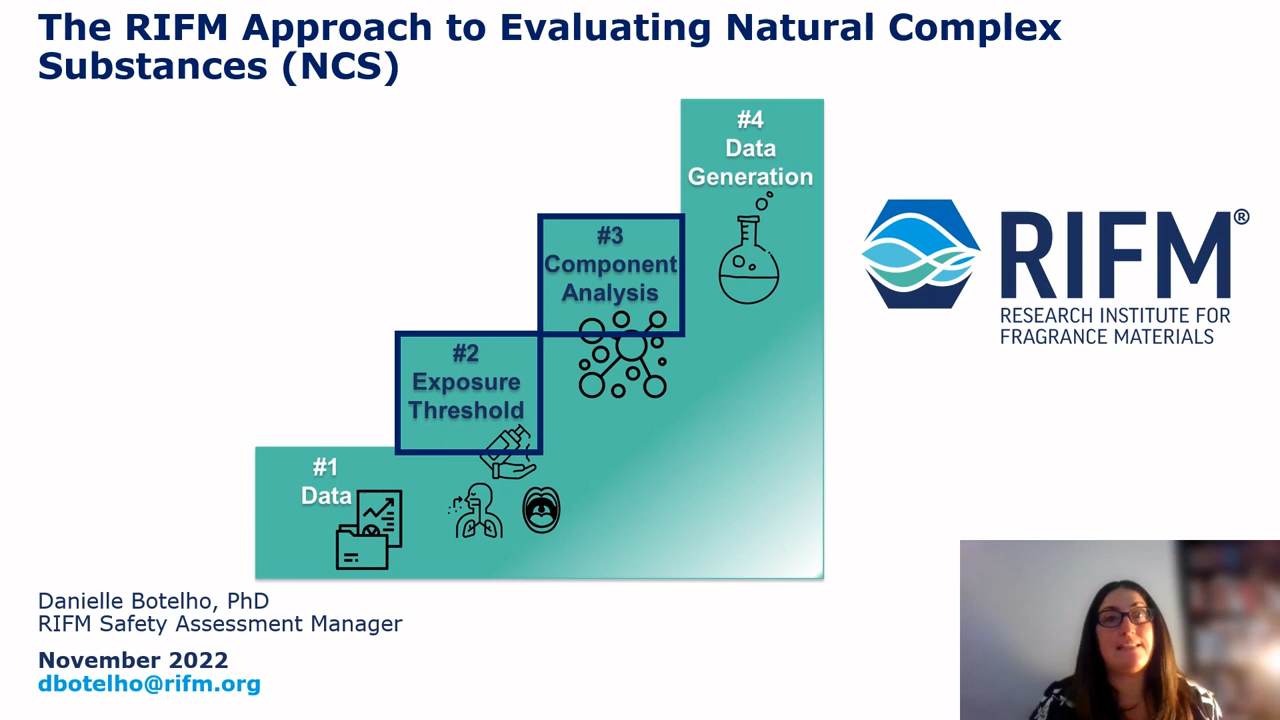 The RIFM Approach to Evaluating Natural Complex
Substances (NCS)
#4
Data
Generation
#3
Component
Analysis
#2
Exposure
Threshold
#1
Data
RIFM®
RESEARCH INSTITUTE FOR
FRAGRANCE MATERIALS
Danielle Botelho, PhD
RIFM Safety Assessment Manager
November 2022
dbotelho@rifm.org